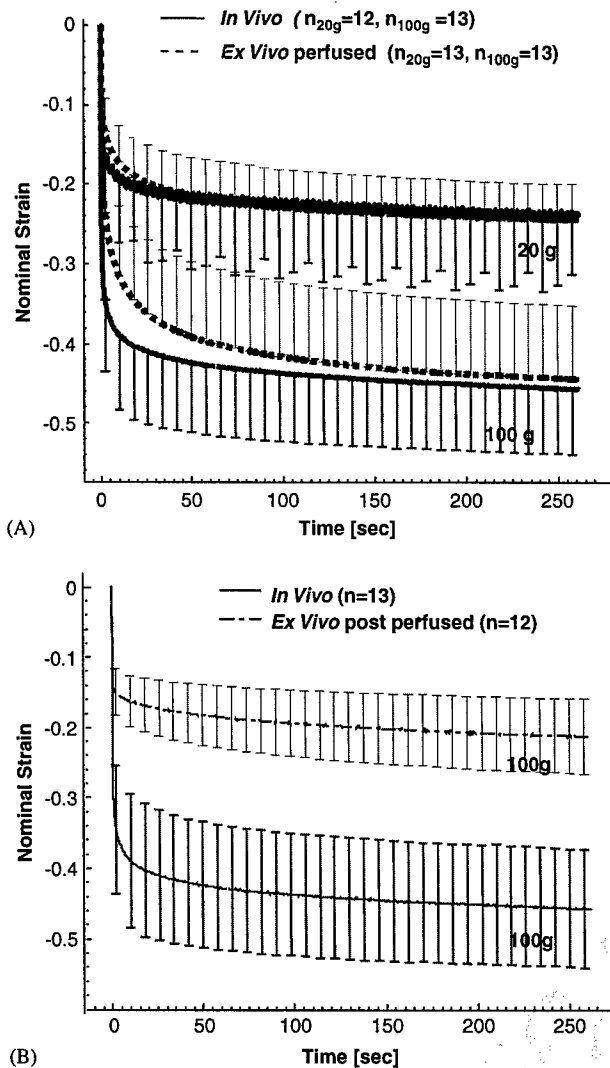 In Vivo ( n20g=12, n100g =13)
Ex Vivo perfused (n20g=13, n100g=13)
0
-0.1
-0.2
-0.3
-0.4
-0.5
Nominal Strain
20 g
100 g
0 50 100 150 200 250
(A)
Time [sec]
In Vivo (n=13)
Ex Vivo post perfused (n=12)
0
-0.1
-0.2
-0.3
-0.4
-0.5
Nominal Strain
100g
100g
0 50 100 150 200 250
(B)
Time [sec]